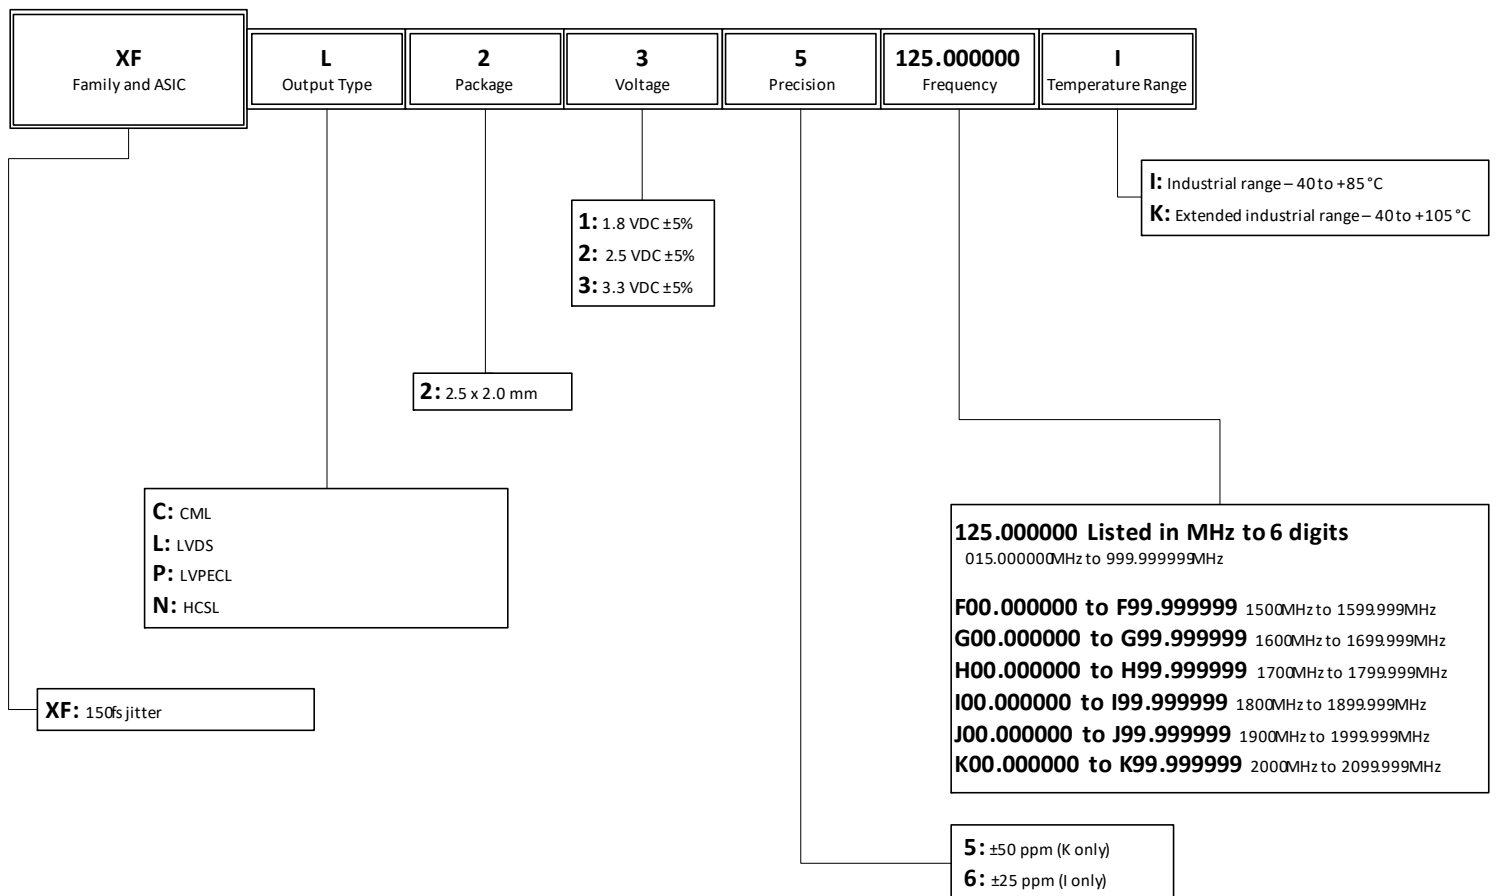 XF
Family and ASIC
L
Output Type
2
Package
3
Voltage
5
Precision
125.000000
Frequency
I
Temperature Range
I: Industrial range – 40 to +85 °C
K: Extended industrial range – 40 to +105 °C
1: 1.8 VDC ±5%
2: 2.5 VDC ±5%
3: 3.3 VDC ±5%
2: 2.5 x 2.0 mm
C: CML
L: LVDS
P: LVPECL
N: HCSL
125.000000 Listed in MHz to 6 digits
015.000000MHz to 999.999999MHz
F00.000000 to F99.999999 1500MHz to 1599.999MHz
G00.000000 to G99.999999 1600MHz to 1699.999MHz
H00.000000 to H99.999999 1700MHz to 1799.999MHz
I00.000000 to I99.999999 1800MHz to 1899.999MHz
J00.000000 to J99.999999 1900MHz to 1999.999MHz
K00.000000 to K99.999999 2000MHz to 2099.999MHz
XF: 150fs jitter
5: ±50 ppm (K only)
6: ±25 ppm (I only)